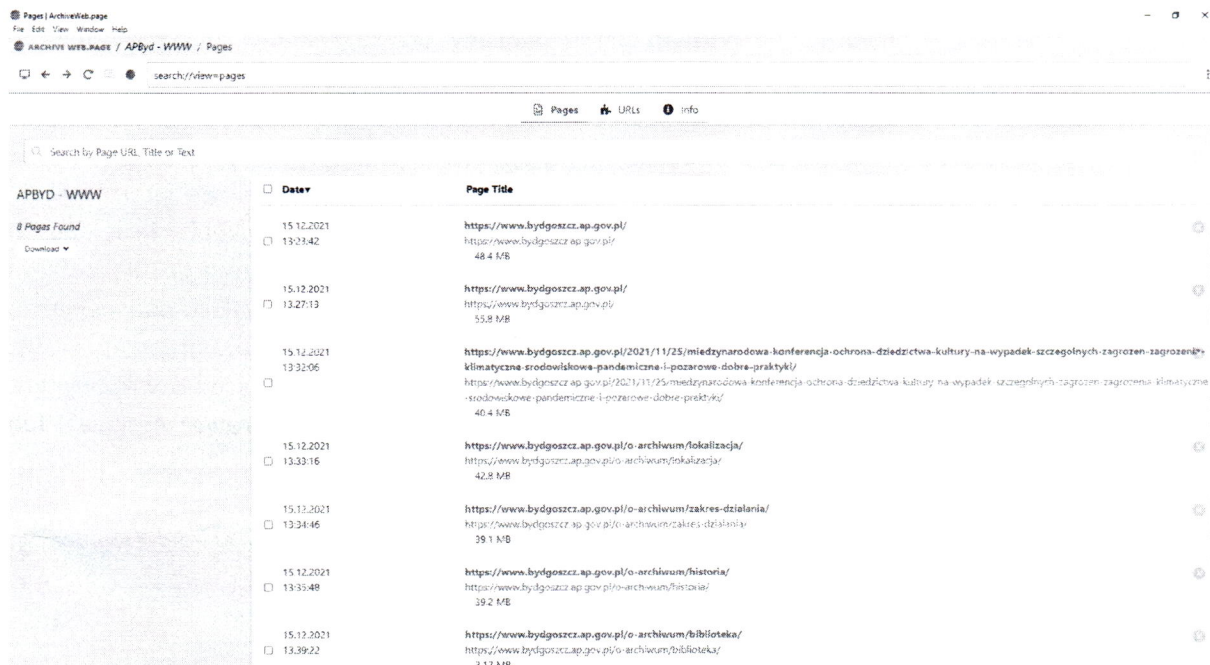 Pages | ArchiveWeb.page
File Edit View Window Help
ARCHIVE WEB.PAGE / APByd - WWW / Pages
search://view=pages
Pages URLs Info
Search by Page URL, Title or Text
APBYD - WWW
8 Pages Found
Download
Date▾ Page Title
15.12.2021
13:23:42
https://www.bydgoszcz.ap.gov.pl/
https://www.bydgoszcz.ap.gov.pl/
48.4 MB
15.12.2021
13:27:13
https://www.bydgoszcz.ap.gov.pl/
https://www.bydgoszcz.ap.gov.pl/
55.8 MB
15.12.2021
13:32:06
https://www.bydgoszcz.ap.gov.pl/2021/11/25/miedzynarodowa-konferencja-ochrona-dziedzictwa-kultury-na-wypadek-szczegolnych-zagrozen-zagrozenia-
klimatyczne-srodowiskowe-pandemiczne-i-pozarowe-dobre-praktyki/
https://www.bydgoszcz.ap.gov.pl/2021/11/25/miedzynarodowa-konferencja-ochrona-dziedzictwa-kultury-na-wypadek-szczegolnych-zagrozen-zagrozenia-klimatyczne
-srodowiskowe-pandemiczne-i-pozarowe-dobre-praktyki/
40.4 MB
15.12.2021
13:33:16
https://www.bydgoszcz.ap.gov.pl/o-archiwum/lokalizacja/
https://www.bydgoszcz.ap.gov.pl/o-archiwum/lokalizacja/
42.8 MB
15.12.2021
13:34:46
https://www.bydgoszcz.ap.gov.pl/o-archiwum/zakres-dzialania/
https://www.bydgoszcz.ap.gov.pl/o-archiwum/zakres-dzialania/
39.1 MB
15.12.2021
13:35:48
https://www.bydgoszcz.ap.gov.pl/o-archiwum/historia/
https://www.bydgoszcz.ap.gov.pl/o-archiwum/historia/
39.2 MB
15.12.2021
13:39:22
https://www.bydgoszcz.ap.gov.pl/o-archiwum/biblioteka/
https://www.bydgoszcz.ap.gov.pl/o-archiwum/biblioteka/